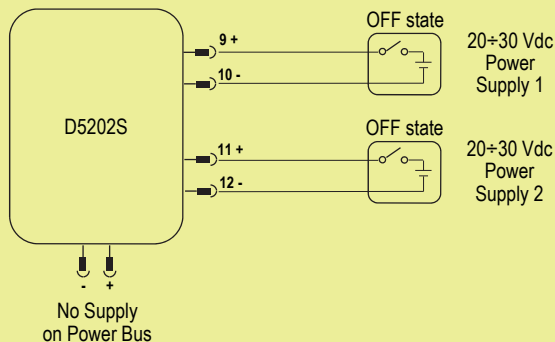 OFF state
9 +
10 -
20÷30 Vdc
Power
Supply 1
D5202S
OFF state
11 +
12 -
20÷30 Vdc
Power
Supply 2
- +
No Supply
on Power Bus